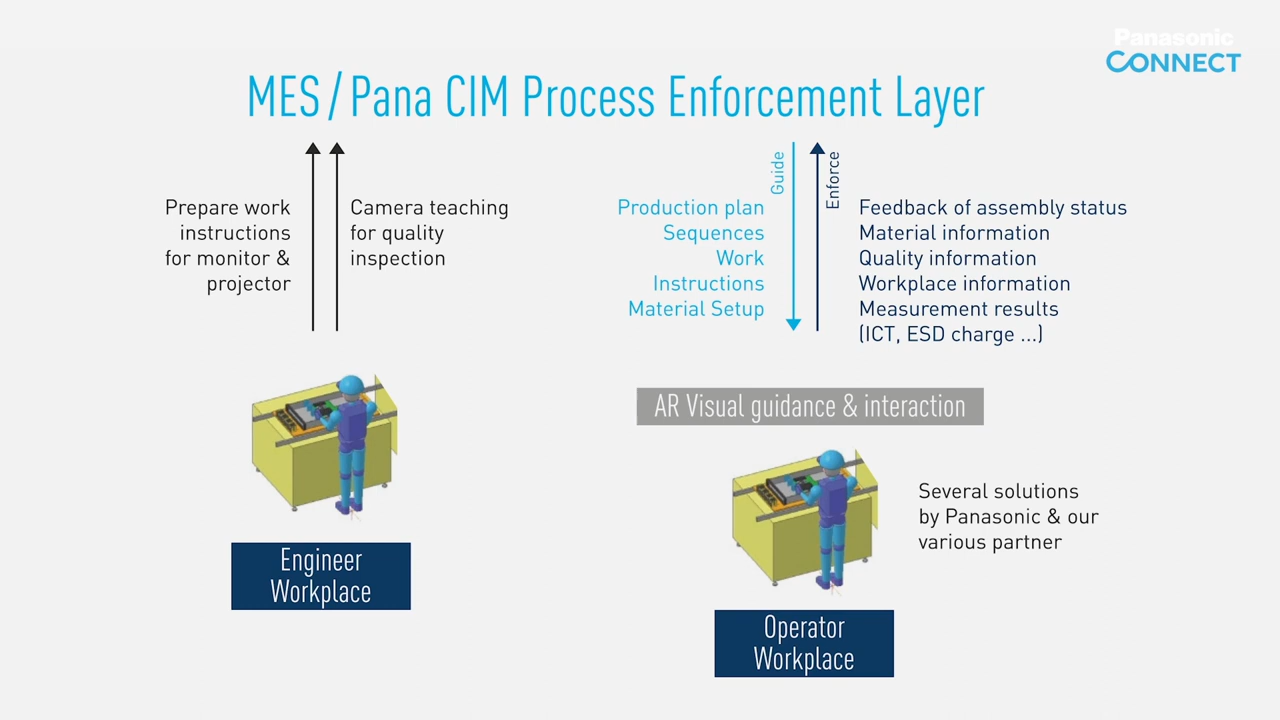 Panasonic
CONNECT
MES / Pana CIM Process Enforcement Layer
Prepare work
instructions
for monitor &
projector
Camera teaching
for quality
inspection
Guide
Production plan
Sequences
Work
Instructions
Material Setup
Enforce
Feedback of assembly status
Material information
Quality information
Workplace information
Measurement results
(ICT, ESD charge ...)
AR Visual guidance & interaction
Several solutions
by Panasonic & our
various partner
Engineer
Workplace
Operator
Workplace